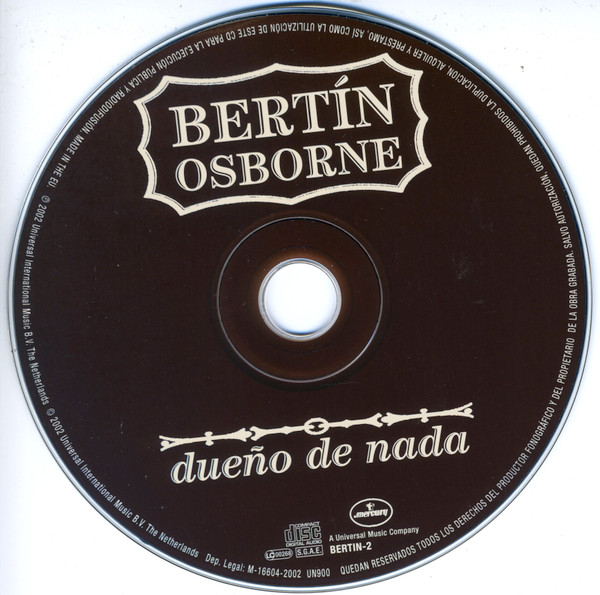 BERTÍN
OSBORNE
dueño de nada
COMPACT
disc
DIGITAL AUDIO
LC 00268
S.G.A.E.
mercury
A Universal Music Company
BERTIN-2
Dep. Legal: M-16604-2002 UN900
QUEDAN RESERVADOS TODOS LOS DERECHOS DEL PRODUCTOR FONOGRÁFICO Y DEL PROPIETARIO DE LA OBRA GRABADA. SALVO AUTORIZACIÓN, QUEDAN PROHIBIDOS LA DUPLICACIÓN, ALQUILER Y PRÉSTAMO, ASÍ COMO LA UTILIZACIÓN DE ESTE CD PARA LA EJECUCIÓN PÚBLICA Y RADIODIFUSIÓN. MADE IN THE EU.
℗ 2002 Universal International Music B.V. The Netherlands © 2002 Universal International Music B.V. The Netherlands